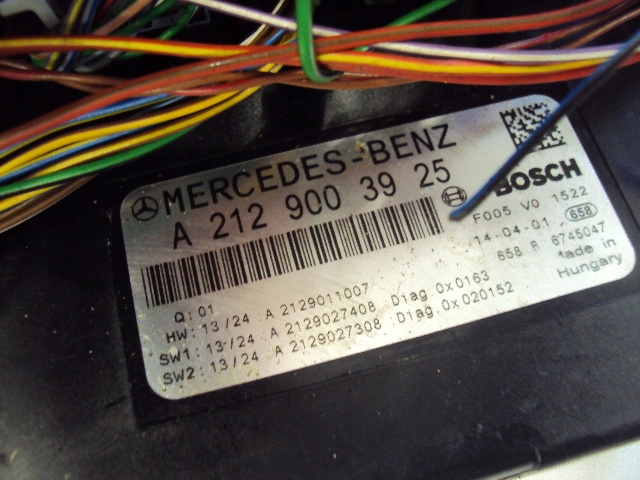 MERCEDES-BENZ
A 212 900 39 25
BOSCH
F005 V0 1522
14-04-01 658
658 R 6745047
Made in
Hungary
Q: 01
HW: 13/24 A 2129011007
SW1: 13/24 A 2129027408 Diag.0x0163
SW2: 13/24 A 2129027308 Diag.0x020152